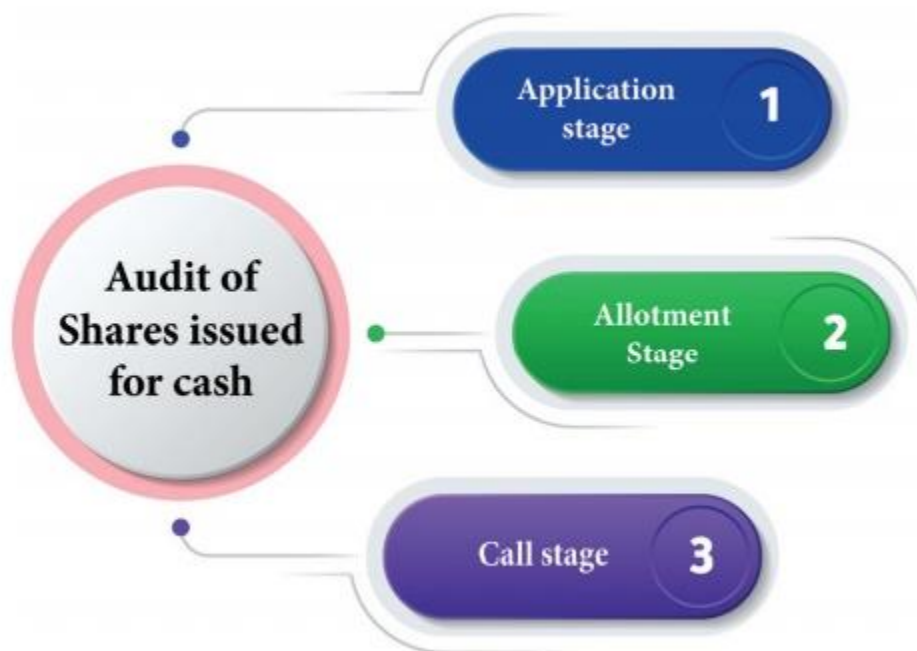 Audit of
Shares issued
for cash
Application
stage
1
Allotment
Stage
2
Call stage
3